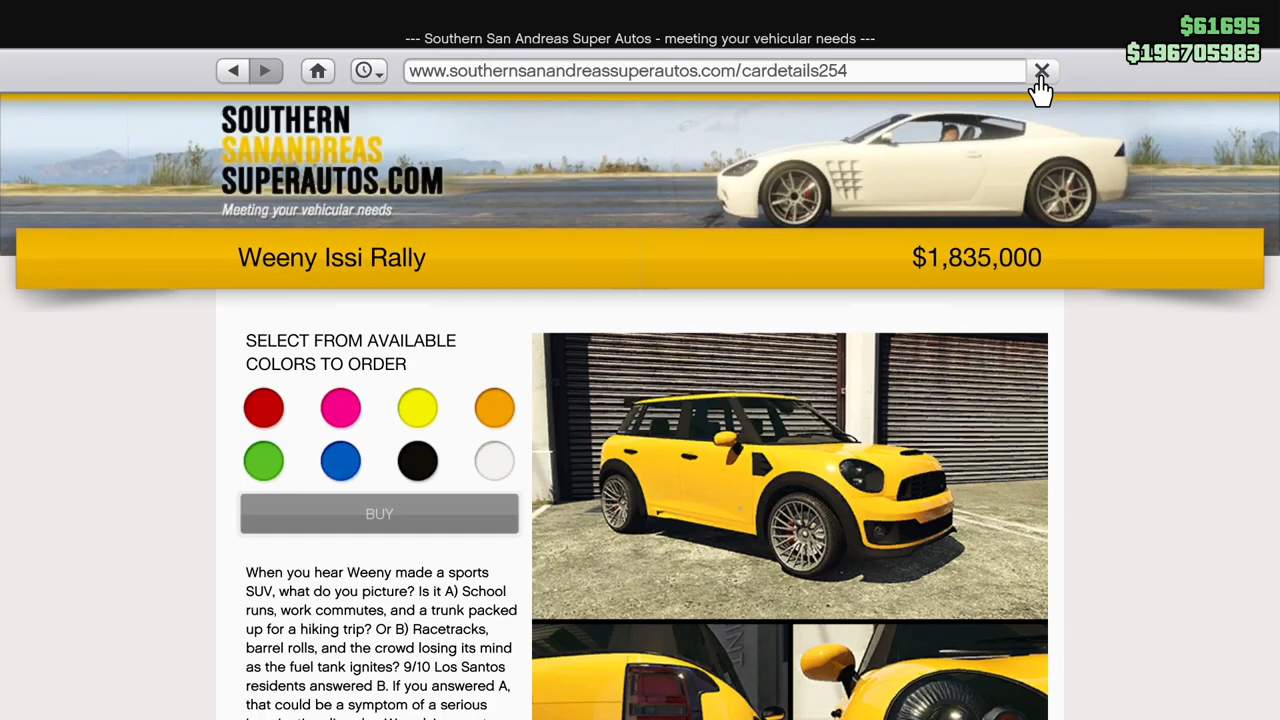 $61695
--- Southern San Andreas Super Autos - meeting your vehicular needs ---
$196705983
www.southernsanandreassuperautos.com/cardetails254
SOUTHERN
SANANDREAS
SUPERAUTOS.COM
Meeting your vehicular needs
Weeny Issi Rally
$1,835,000
SELECT FROM AVAILABLE
COLORS TO ORDER
BUY
When you hear Weeny made a sports
SUV, what do you picture? Is it A) School
runs, work commutes, and a trunk packed
up for a hiking trip? Or B) Racetracks,
barrel rolls, and the crowd losing its mind
as the fuel tank ignites? 9/10 Los Santos
residents answered B. If you answered A,
that could be a symptom of a serious